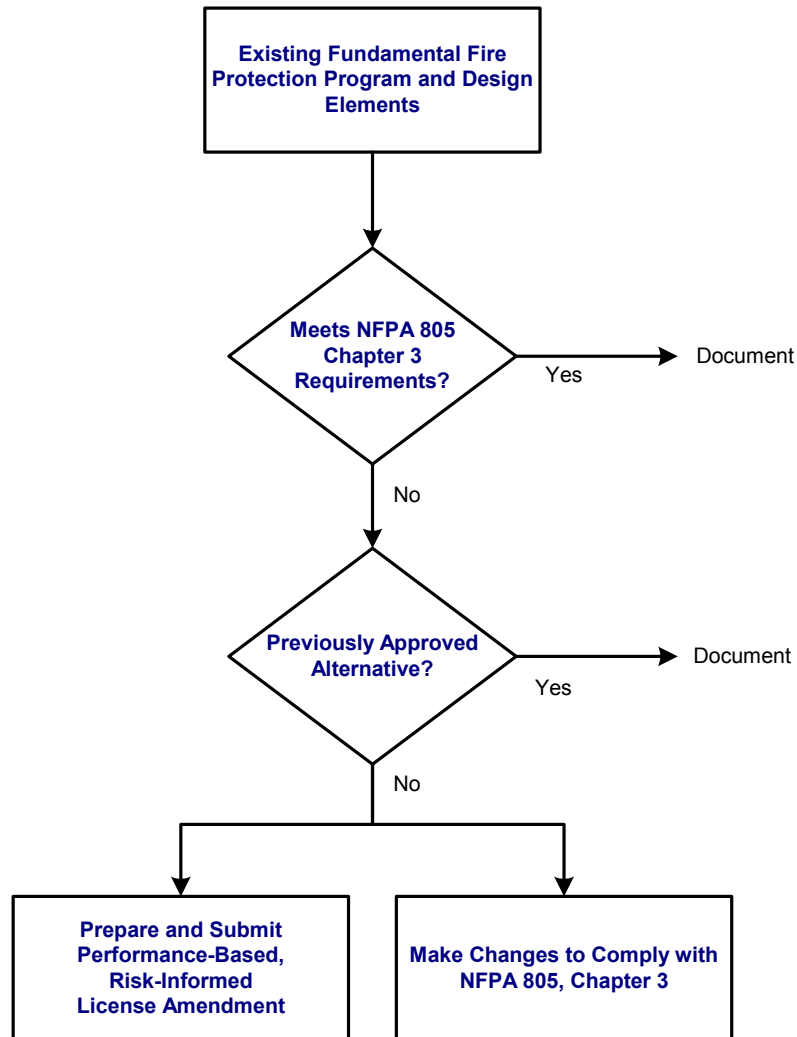 Existing Fundamental Fire
Protection Program and Design
Elements
Meets NFPA 805
Chapter 3
Requirements?
Yes
Document
No
Previously Approved
Alternative?
Yes
Document
No
Prepare and Submit
Performance-Based,
Risk-Informed
License Amendment
Make Changes to Comply with
NFPA 805, Chapter 3